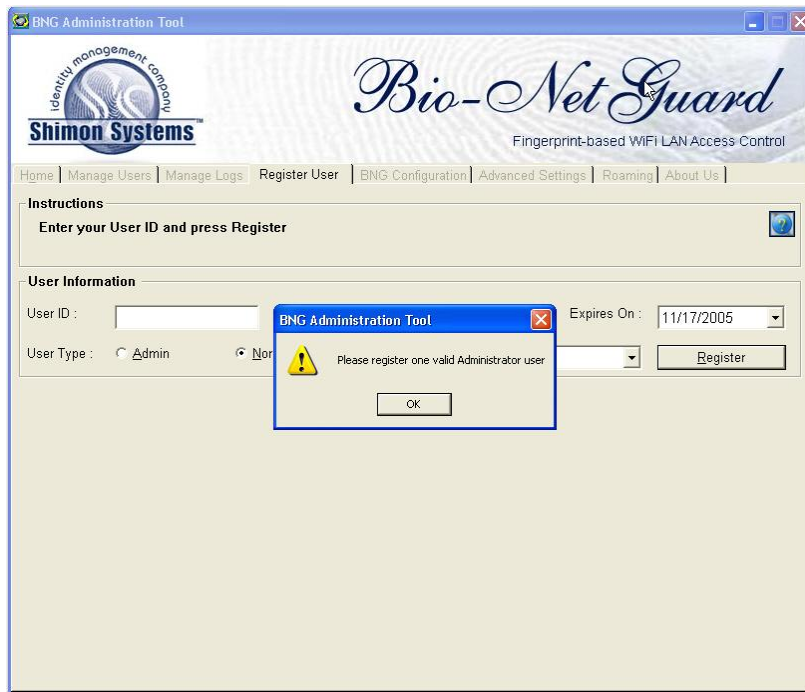 BNG Administration Tool
identity management company
Shimon Systems™
Bio-NetGuard
Fingerprint-based WiFi LAN Access Control
Home Manage Users Manage Logs Register User BNG Configuration Advanced Settings Roaming About Us
Instructions
Enter your User ID and press Register
?
User Information
User ID :
Expires On : 11/17/2005
User Type : Admin Nor
Register
BNG Administration Tool
Please register one valid Administrator user
OK